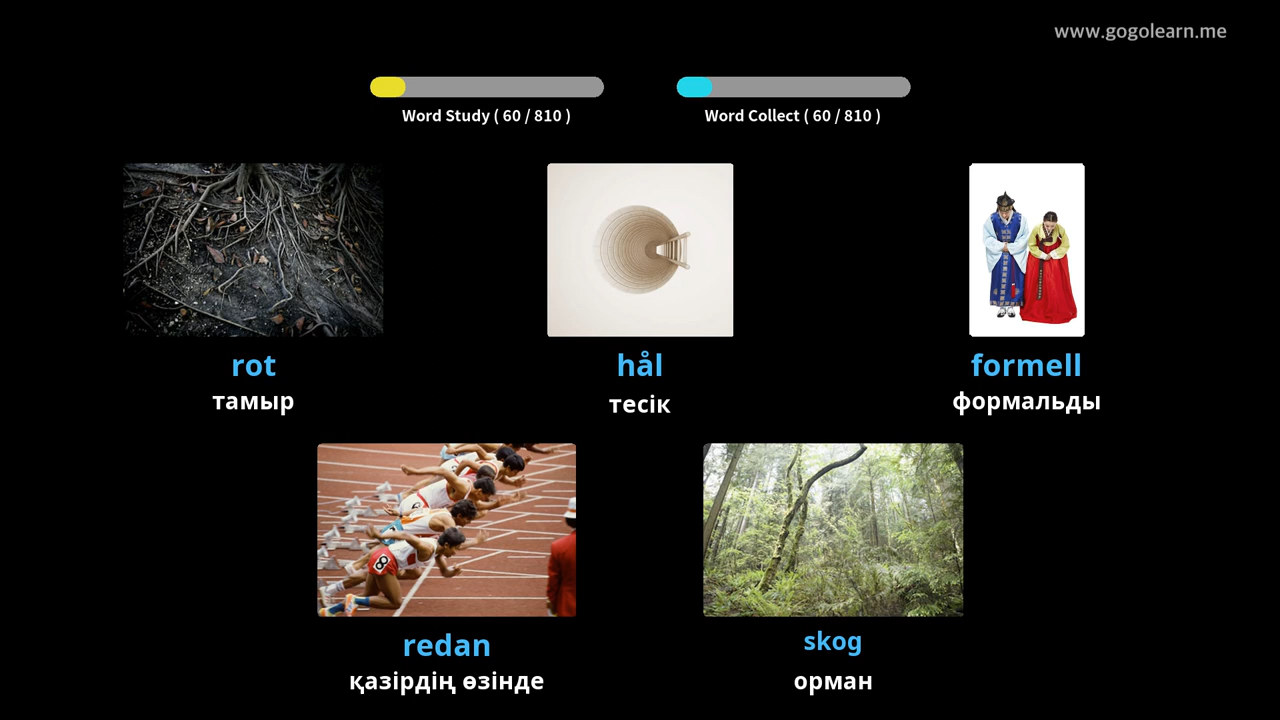 www.gogolearn.me
Word Study ( 60 / 810 )
Word Collect ( 60 / 810 )
rot
тамыр
hål
тесік
formell
формальды
redan
қазірдің өзінде
skog
орман